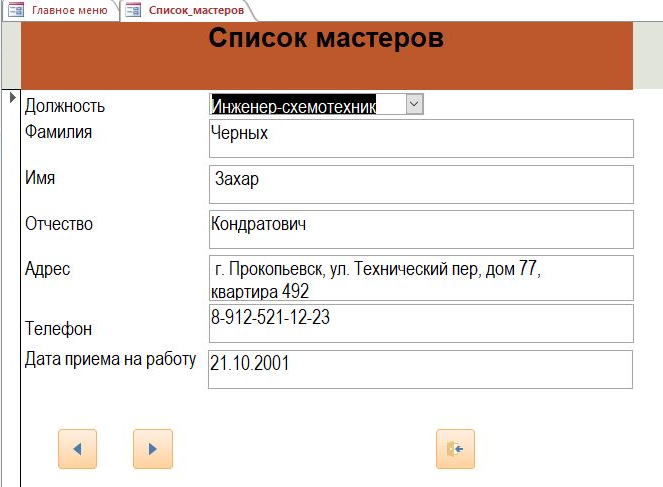 Главное меню
Список_мастеров
Список мастеров
Должность
Инженер-схемотехник
Фамилия
Черных
Имя
Захар
Отчество
Кондратович
Адрес
г. Прокопьевск, ул. Технический пер, дом 77,
квартира 492
Телефон
8-912-521-12-23
Дата приема на работу
21.10.2001